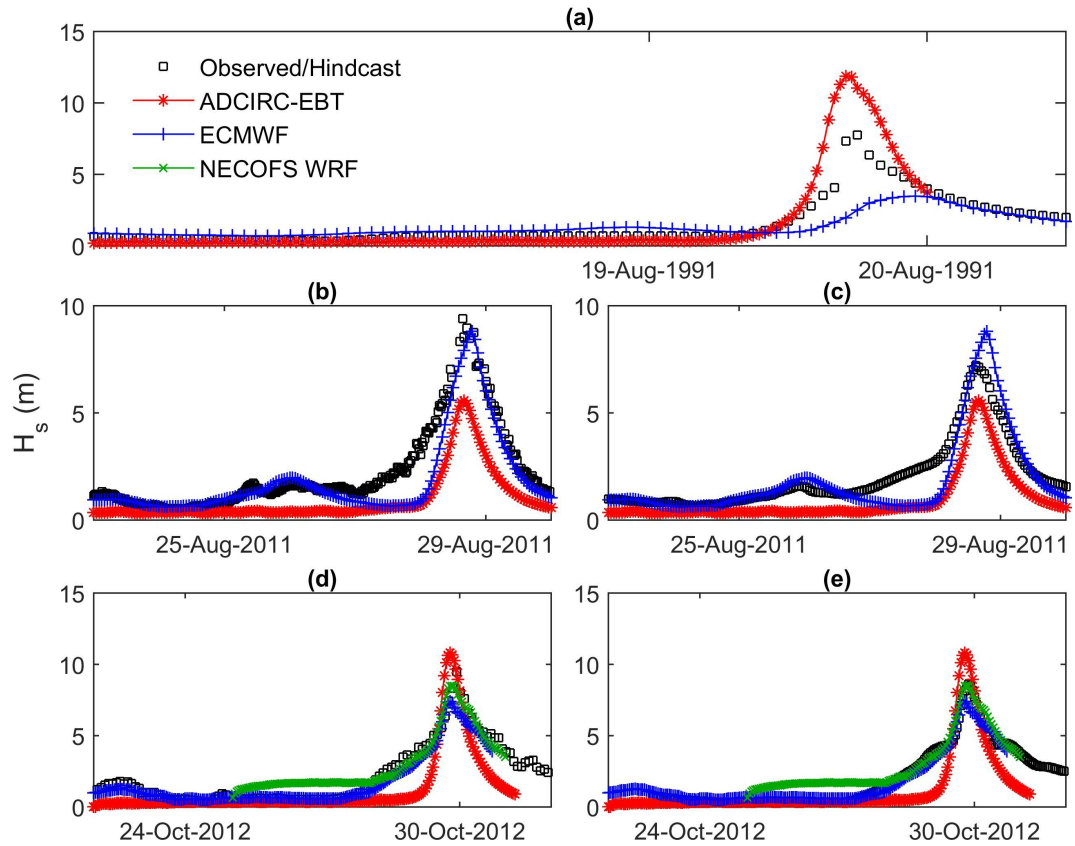 (a)
15
10
5
0
Observed/Hindcast
ADCIRC-EBT
ECMWF
NECOFS WRF
19-Aug-1991
20-Aug-1991
(b)
(c)
10
5
0
25-Aug-2011
29-Aug-2011
10
5
0
25-Aug-2011
29-Aug-2011
H_s (m)
(d)
(e)
15
10
5
0
24-Oct-2012
30-Oct-2012
15
10
5
0
24-Oct-2012
30-Oct-2012